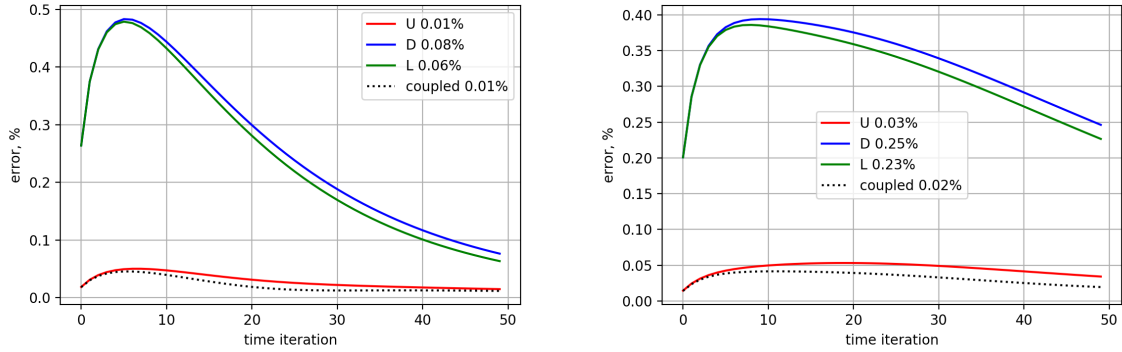 0.5
0.4
0.3
0.2
0.1
0.0
error, %
0 10 20 30 40 50
time iteration
U 0.01%
D 0.08%
L 0.06%
coupled 0.01%
0.40
0.35
0.30
0.25
0.20
0.15
0.10
0.05
0.00
error, %
0 10 20 30 40 50
time iteration
U 0.03%
D 0.25%
L 0.23%
coupled 0.02%